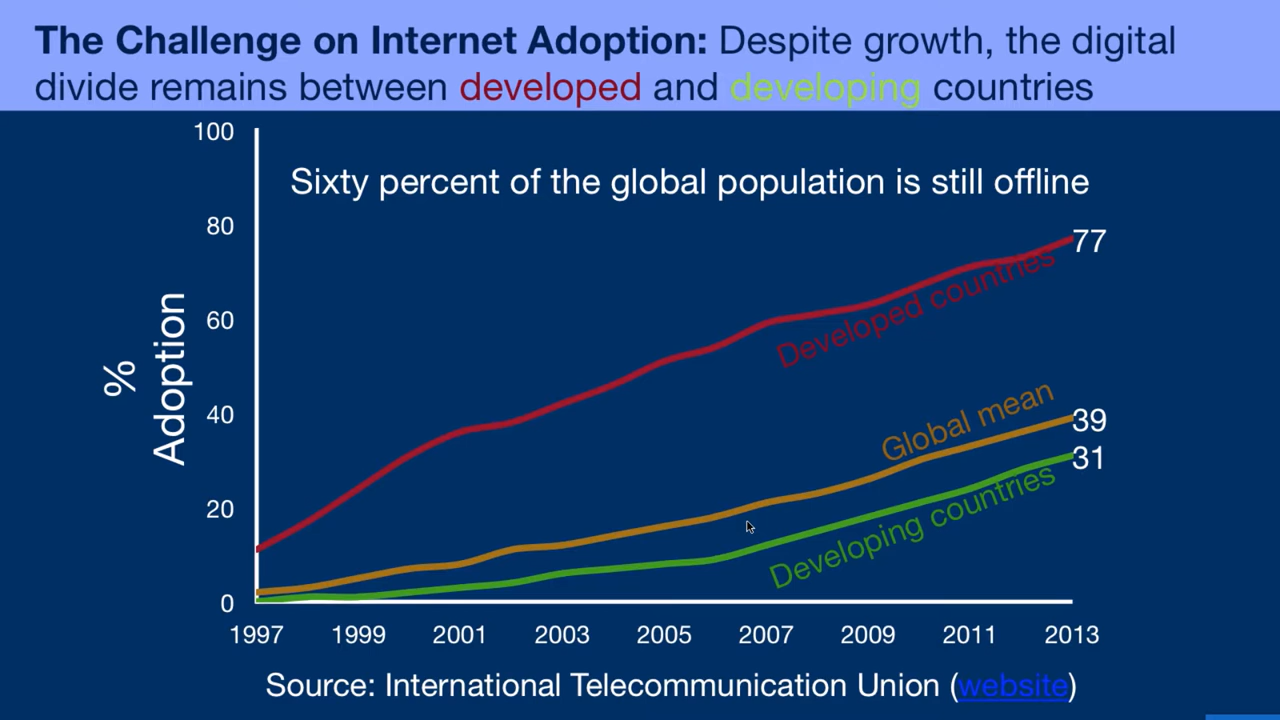 The Challenge on Internet Adoption: Despite growth, the digital
divide remains between developed and developing countries
100
Sixty percent of the global population is still offline
80
77
Developed countries
60
%
Adoption
40
Global mean
39
31
Developing countries
20
0
1997 1999 2001 2003 2005 2007 2009 2011 2013
Source: International Telecommunication Union (website)